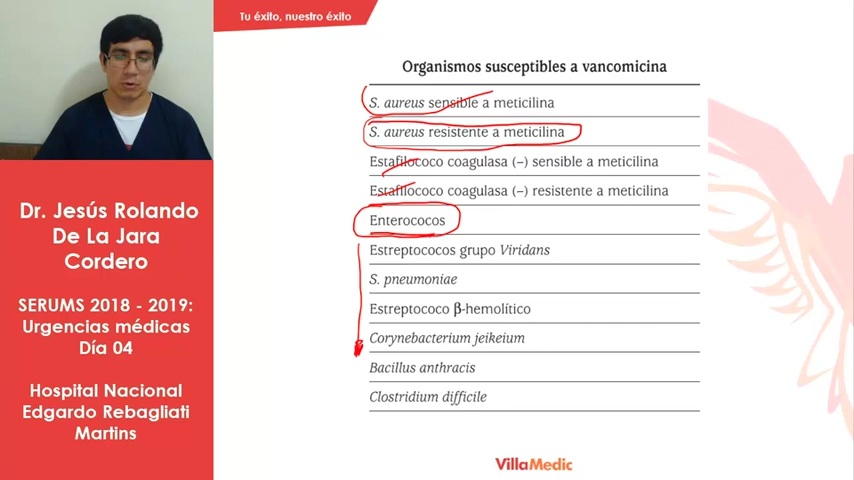 Tu éxito, nuestro éxito
Organismos susceptibles a vancomicina
S. aureus sensible a meticilina
S. aureus resistente a meticilina
Estafilococo coagulasa (–) sensible a meticilina
Estafilococo coagulasa (–) resistente a meticilina
Enterococos
Estreptococos grupo Viridans
S. pneumoniae
Estreptococo β-hemolítico
Corynebacterium jeikeium
Bacillus anthracis
Clostridium difficile
Dr. Jesús Rolando
De La Jara
Cordero
SERUMS 2018 - 2019:
Urgencias médicas
Día 04
Hospital Nacional
Edgardo Rebagliati
Martins
VillaMedic